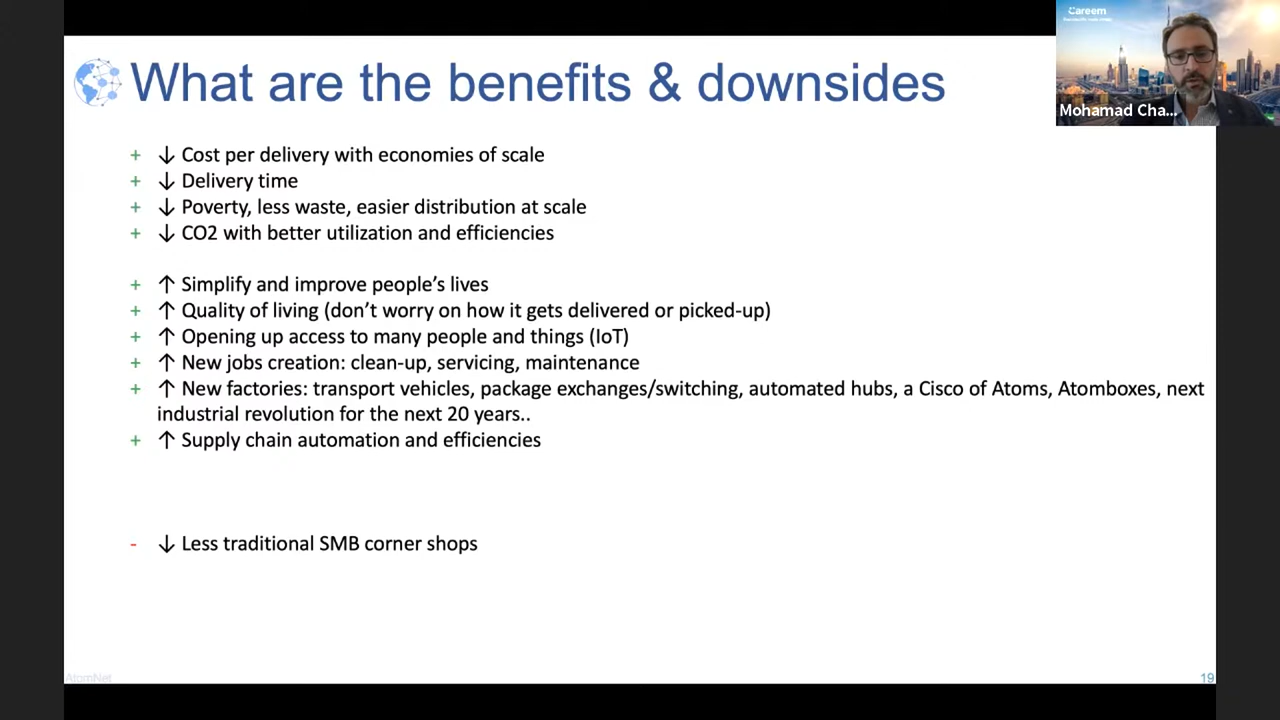 Careem
Mohamad Cha...
What are the benefits & downsides
+ ↓ Cost per delivery with economies of scale
+ ↓ Delivery time
+ ↓ Poverty, less waste, easier distribution at scale
+ ↓ CO2 with better utilization and efficiencies
+ ↑ Simplify and improve people’s lives
+ ↑ Quality of living (don’t worry on how it gets delivered or picked-up)
+ ↑ Opening up access to many people and things (IoT)
+ ↑ New jobs creation: clean-up, servicing, maintenance
+ ↑ New factories: transport vehicles, package exchanges/switching, automated hubs, a Cisco of Atoms, Atomboxes, next
industrial revolution for the next 20 years..
+ ↑ Supply chain automation and efficiencies
- ↓ Less traditional SMB corner shops
AtomNet
19